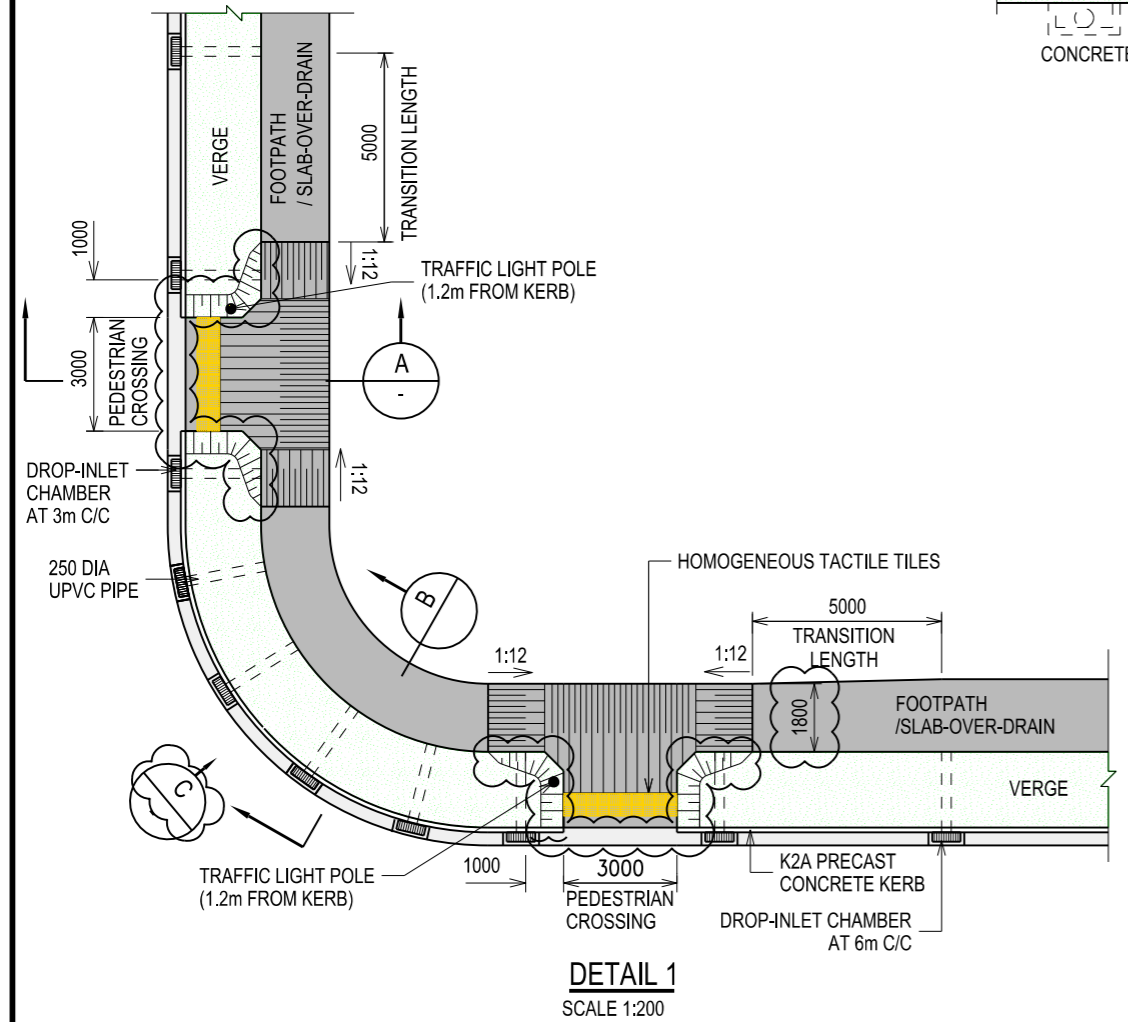 CONCRETE
VERGE
FOOTPATH
/ SLAB-OVER-DRAIN
5000
TRANSITION LENGTH
1000
1:12
TRAFFIC LIGHT POLE
(1.2m FROM KERB)
3000
PEDESTRIAN
CROSSING
A
-
DROP-INLET
CHAMBER
AT 3m C/C
1:12
250 DIA
UPVC PIPE
HOMOGENEOUS TACTILE TILES
B
5000
TRANSITION
LENGTH
1:12
1:12
1800
FOOTPATH
/SLAB-OVER-DRAIN
C
VERGE
TRAFFIC LIGHT POLE
(1.2m FROM KERB)
1000
3000
PEDESTRIAN
CROSSING
K2A PRECAST
CONCRETE KERB
DROP-INLET CHAMBER
AT 6m C/C
DETAIL 1
SCALE 1:200